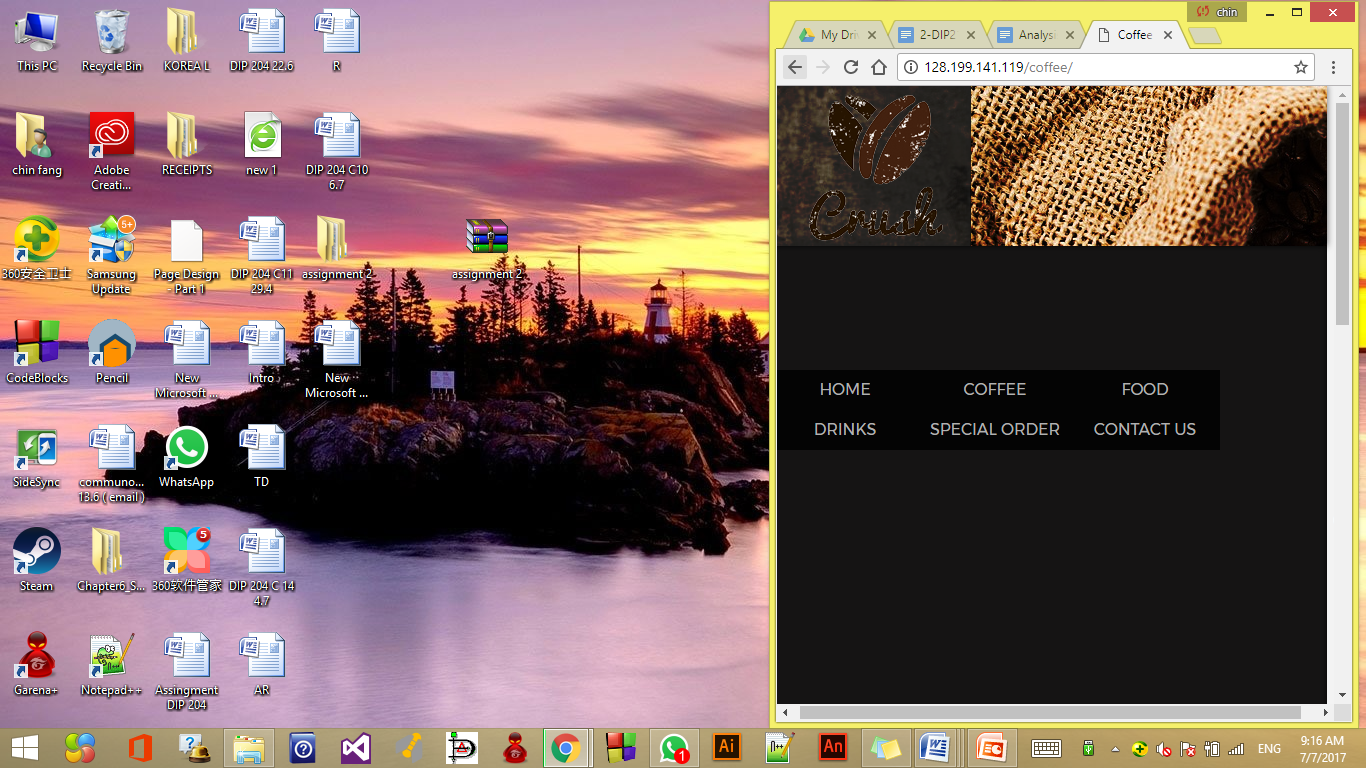 This PC
Recycle Bin
KOREA L
DIP 204 22.6
R
chin fang
Adobe
Creati...
RECEIPTS
new 1
DIP 204 C10
6.7
360安全卫士
5+
Samsung
Update
Page Design
- Part 1
DIP 204 C11
29.4
assignment 2
assignment 2
CodeBlocks
Pencil
New
Microsoft ...
Intro
New
Microsoft ...
SideSync
communo...
13.6 ( email )
WhatsApp
TD
Steam
Chapter6_S...
5
360软件管家
DIP 204 C 14
4.7
Garena+
Notepad++
Assingment
DIP 204
AR
chin
My Dri
2-DIP2
Analys
Coffee
128.199.141.119/coffee/
Crush
HOME
COFFEE
FOOD
DRINKS
SPECIAL ORDER
CONTACT US
1
Ai
An
ENG
9:16 AM
7/7/2017